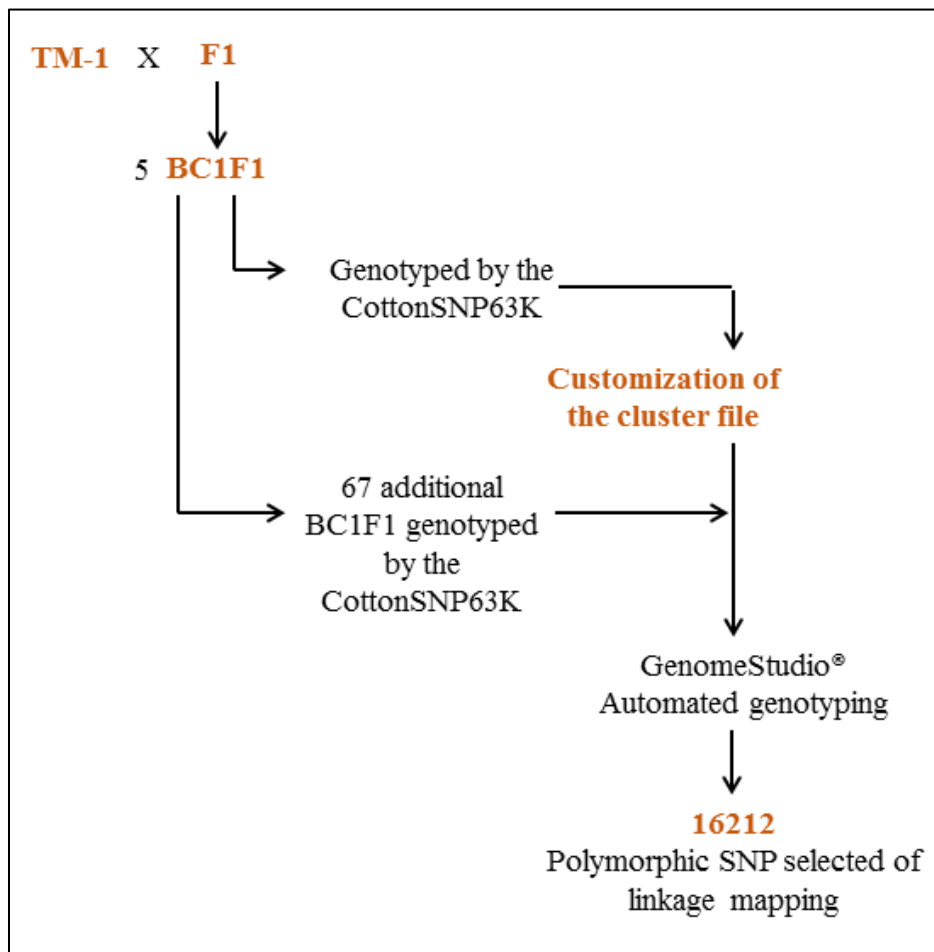 TM-1 X F1
5 BC1F1
Genotyped by the
CottonSNP63K
Customization of
the cluster file
67 additional
BC1F1 genotyped
by the
CottonSNP63K
GenomeStudio®
Automated genotyping
16212
Polymorphic SNP selected of
linkage mapping